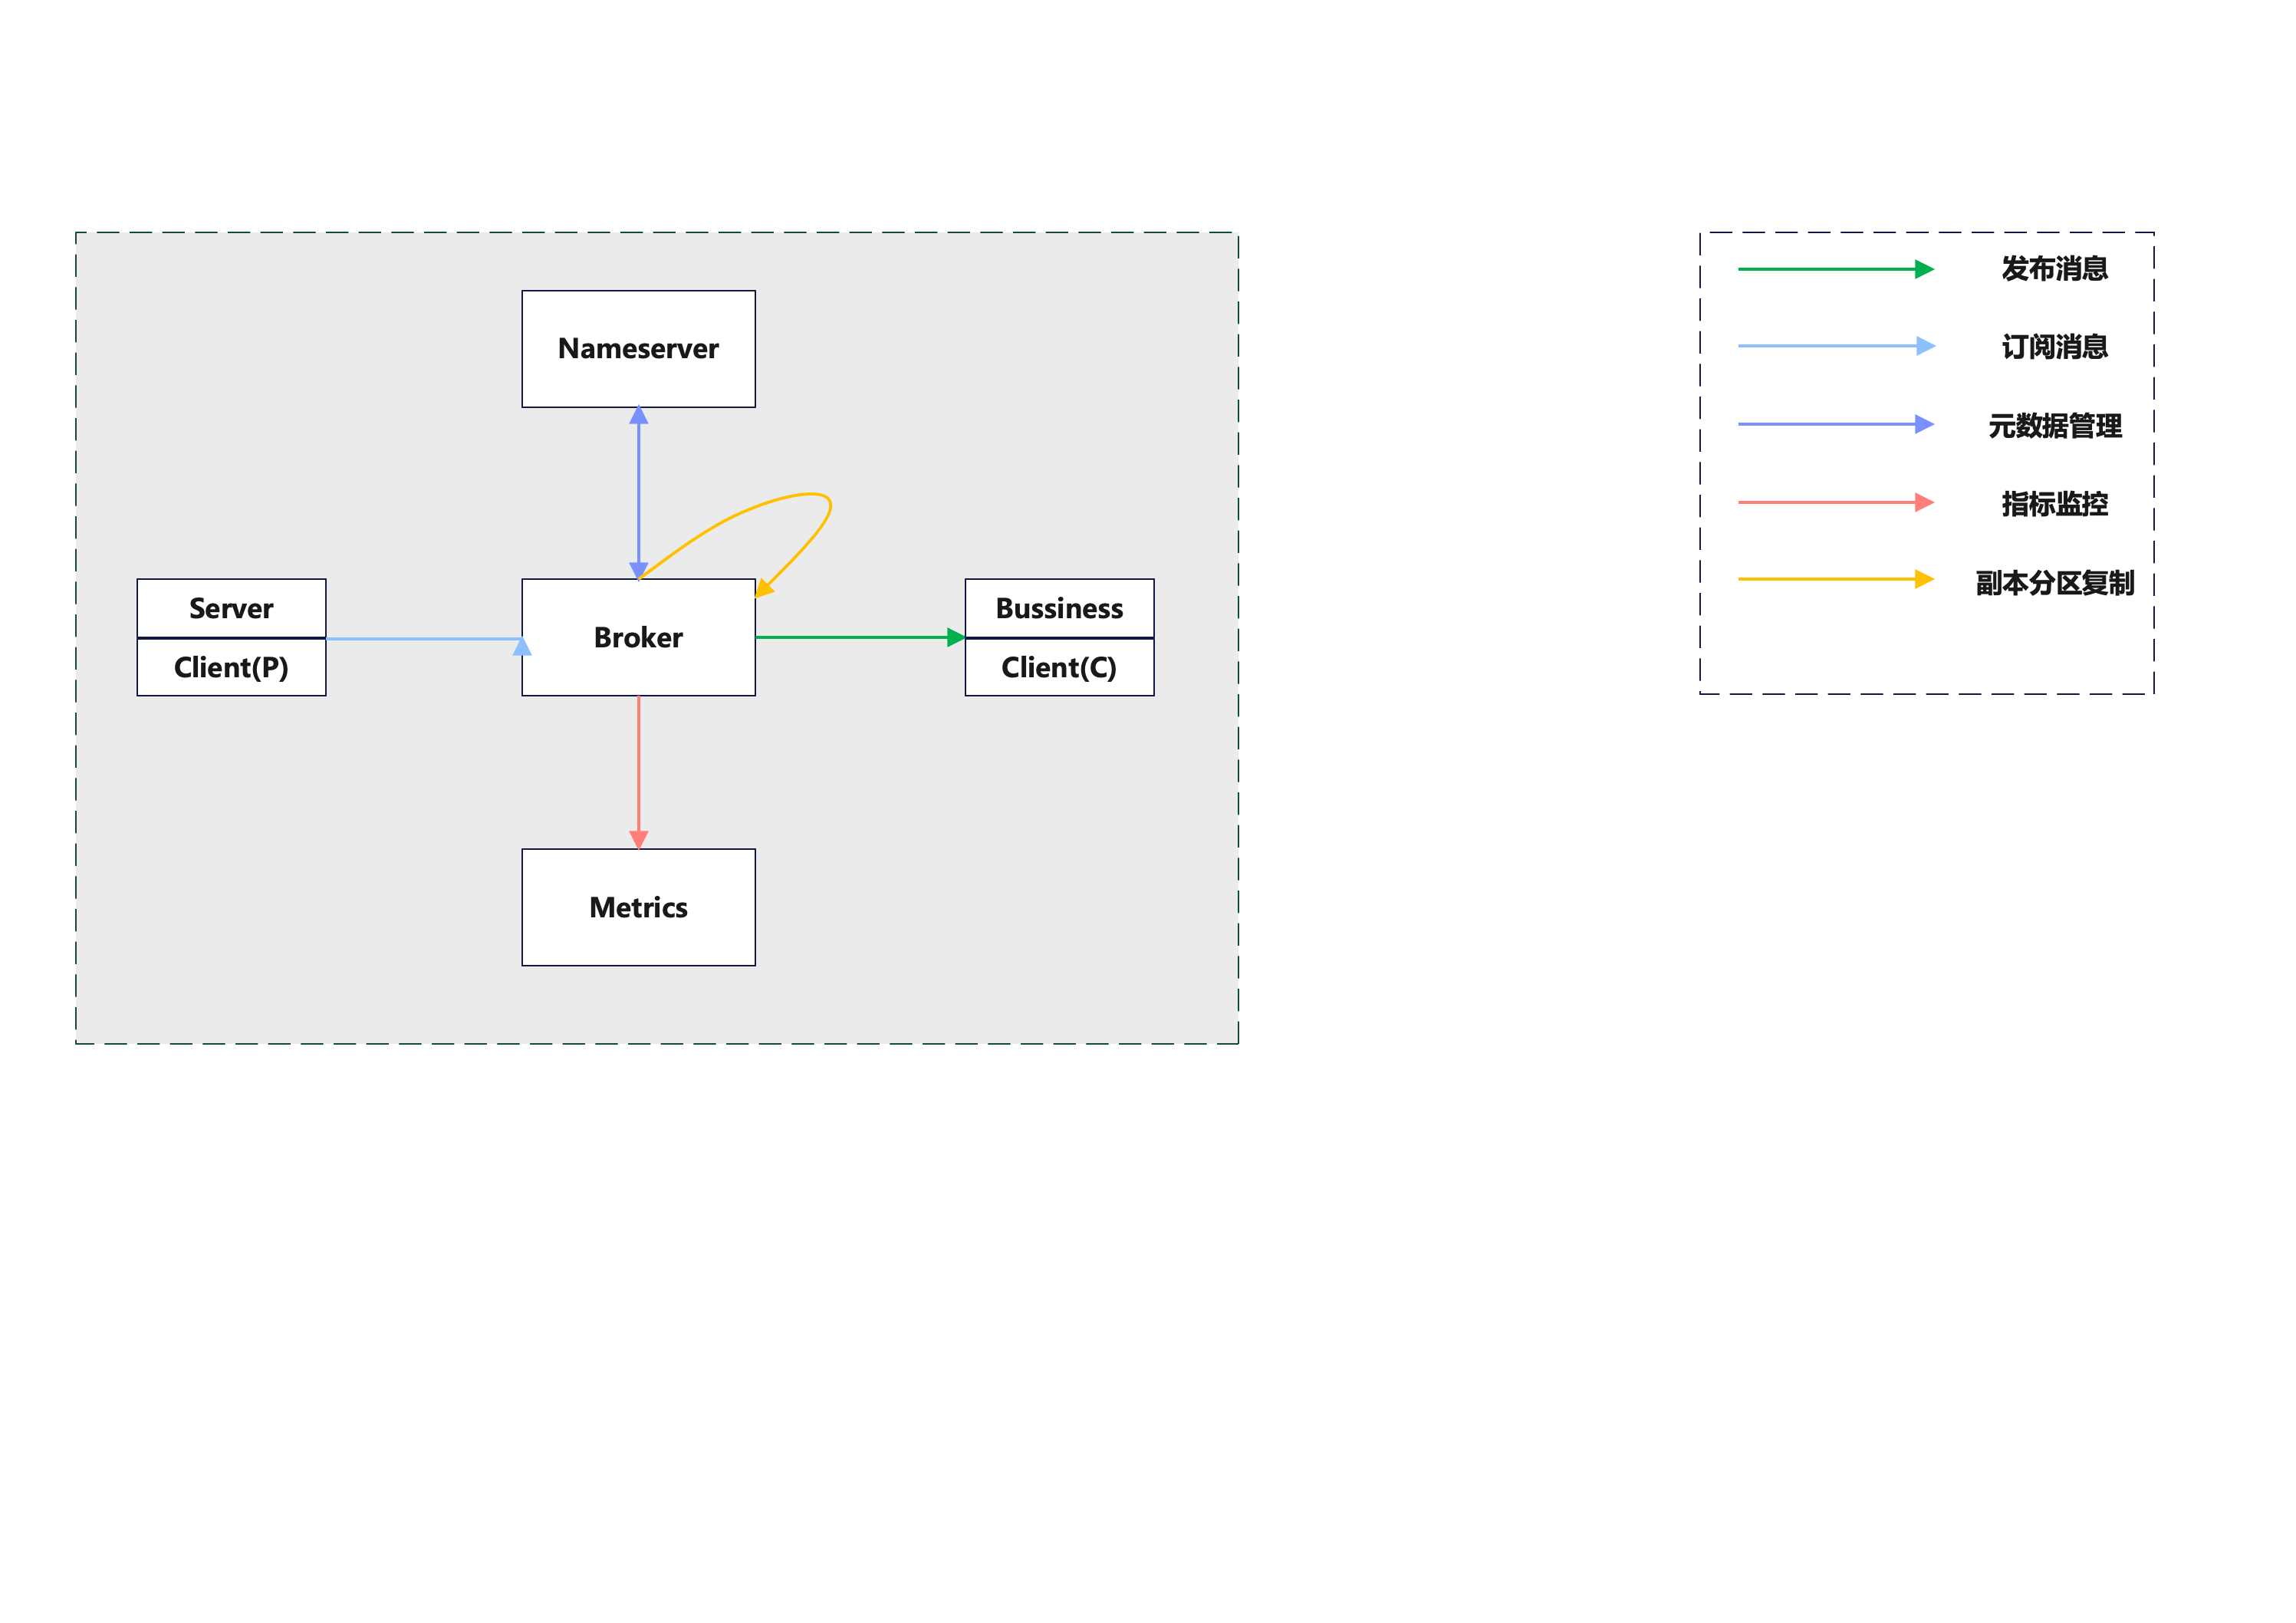 Nameserver
Server
Client(P)
Broker
Bussiness
Client(C)
Metrics
发布消息
订阅消息
元数据管理
指标监控
副本分区复制